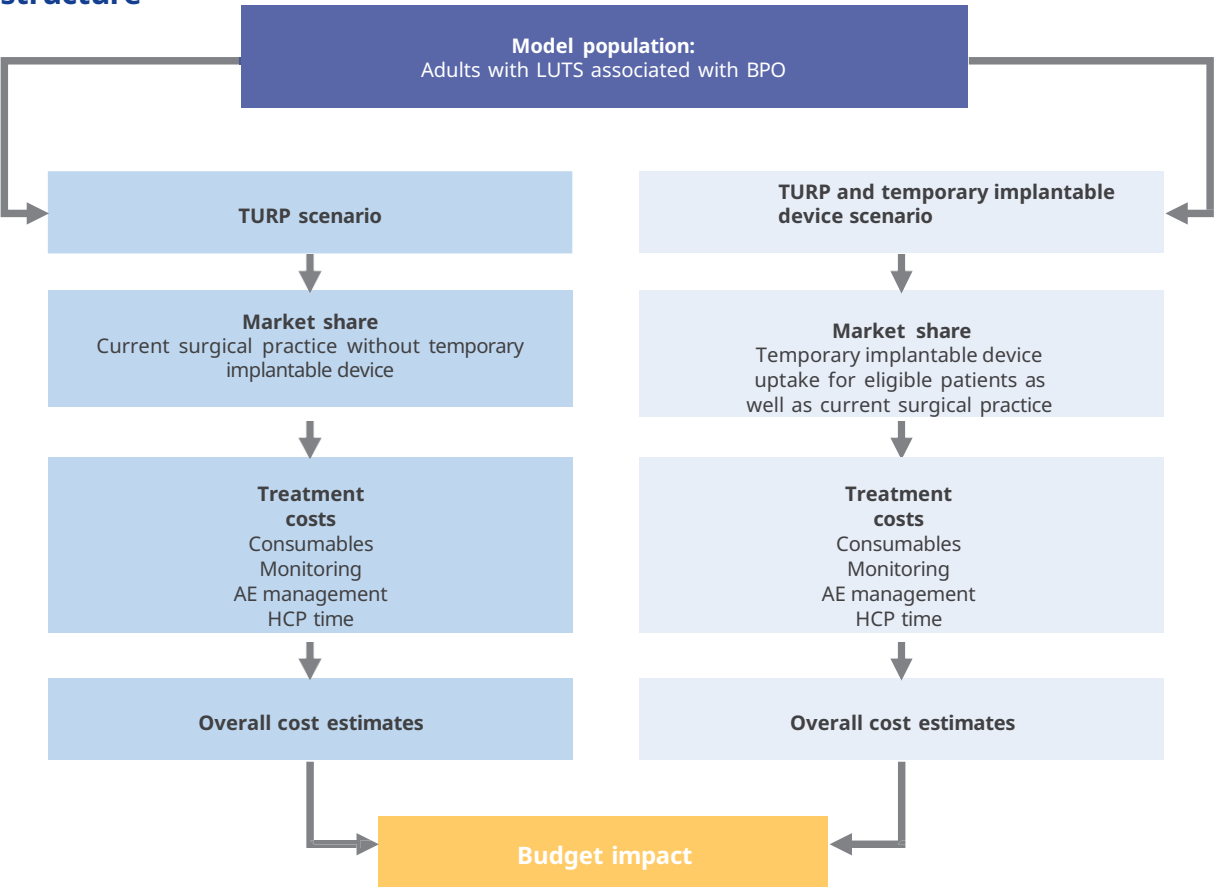 structure
Model population:
Adults with LUTS associated with BPO
TURP scenario
Market share
Current surgical practice without temporary
implantable device
Treatment
costs
Consumables
Monitoring
AE management
HCP time
Overall cost estimates
TURP and temporary implantable
device scenario
Market share
Temporary implantable device
uptake for eligible patients as
well as current surgical practice
Treatment
costs
Consumables
Monitoring
AE management
HCP time
Overall cost estimates
Budget impact